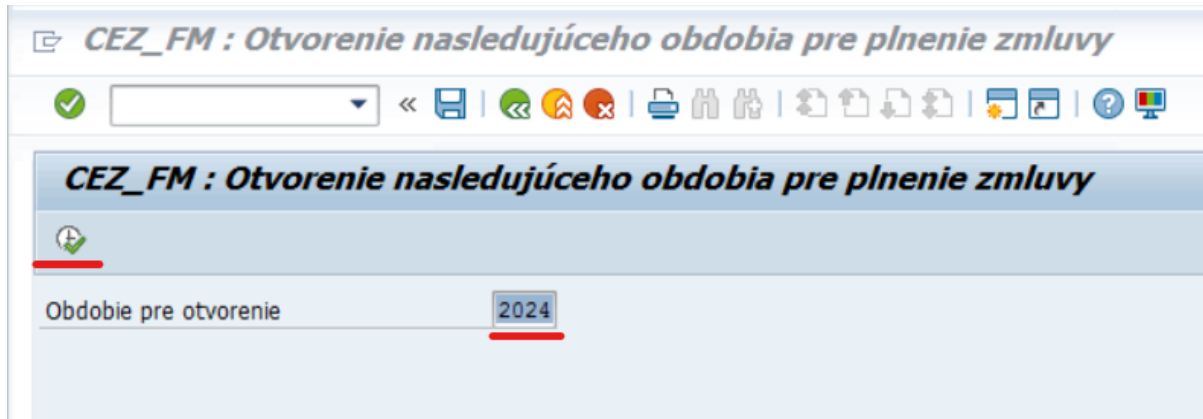 CEZ_FM : Otvorenie nasledujúceho obdobia pre plnenie zmluvy
CEZ_FM : Otvorenie nasledujúceho obdobia pre plnenie zmluvy
Obdobie pre otvorenie 2024